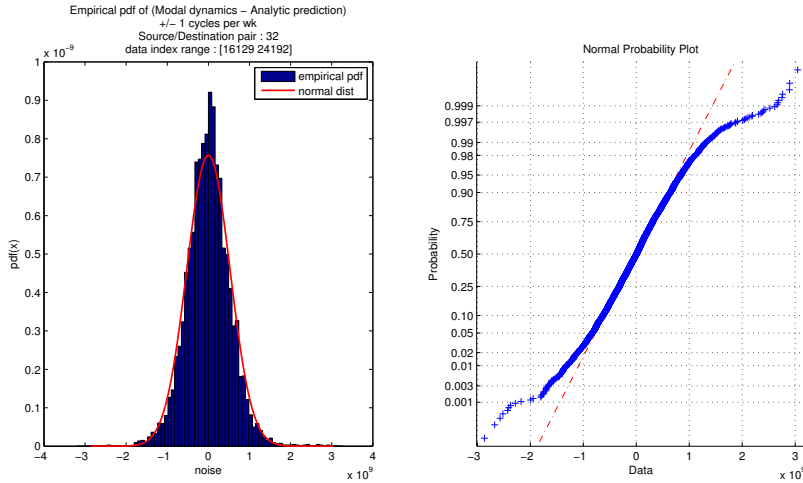 Empirical pdf of (Modal dynamics − Analytic prediction)
+/− 1 cycles per wk
Source/Destination pair : 32
data index range : [16129 24192]
x 10^-9
1
0.9
0.8
0.7
0.6
0.5
0.4
0.3
0.2
0.1
0
pdf(x)
empirical pdf
normal dist
−4 −3 −2 −1 0 1 2 3 4
noise
x 10^9
Normal Probability Plot
0.999
0.997
0.99
0.98
0.95
0.90
0.75
0.50
0.25
0.10
0.05
0.02
0.01
0.003
0.001
Probability
−3 −2 −1 0 1 2 3
Data
x 10^9